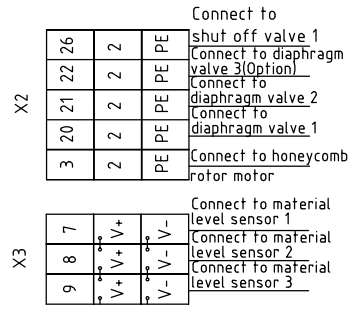 Connect to
shut off valve 1
26 2 PE
Connect to diaphragm
valve 3(Option)
22 2 PE
Connect to
diaphragm valve 2
21 2 PE
Connect to
diaphragm valve 1
20 2 PE
Connect to honeycomb
rotor motor
3 2 PE
X2
Connect to material
level sensor 1
7 V+ V-
Connect to material
level sensor 2
8 V+ V-
Connect to material
level sensor 3
9 V+ V-
X3